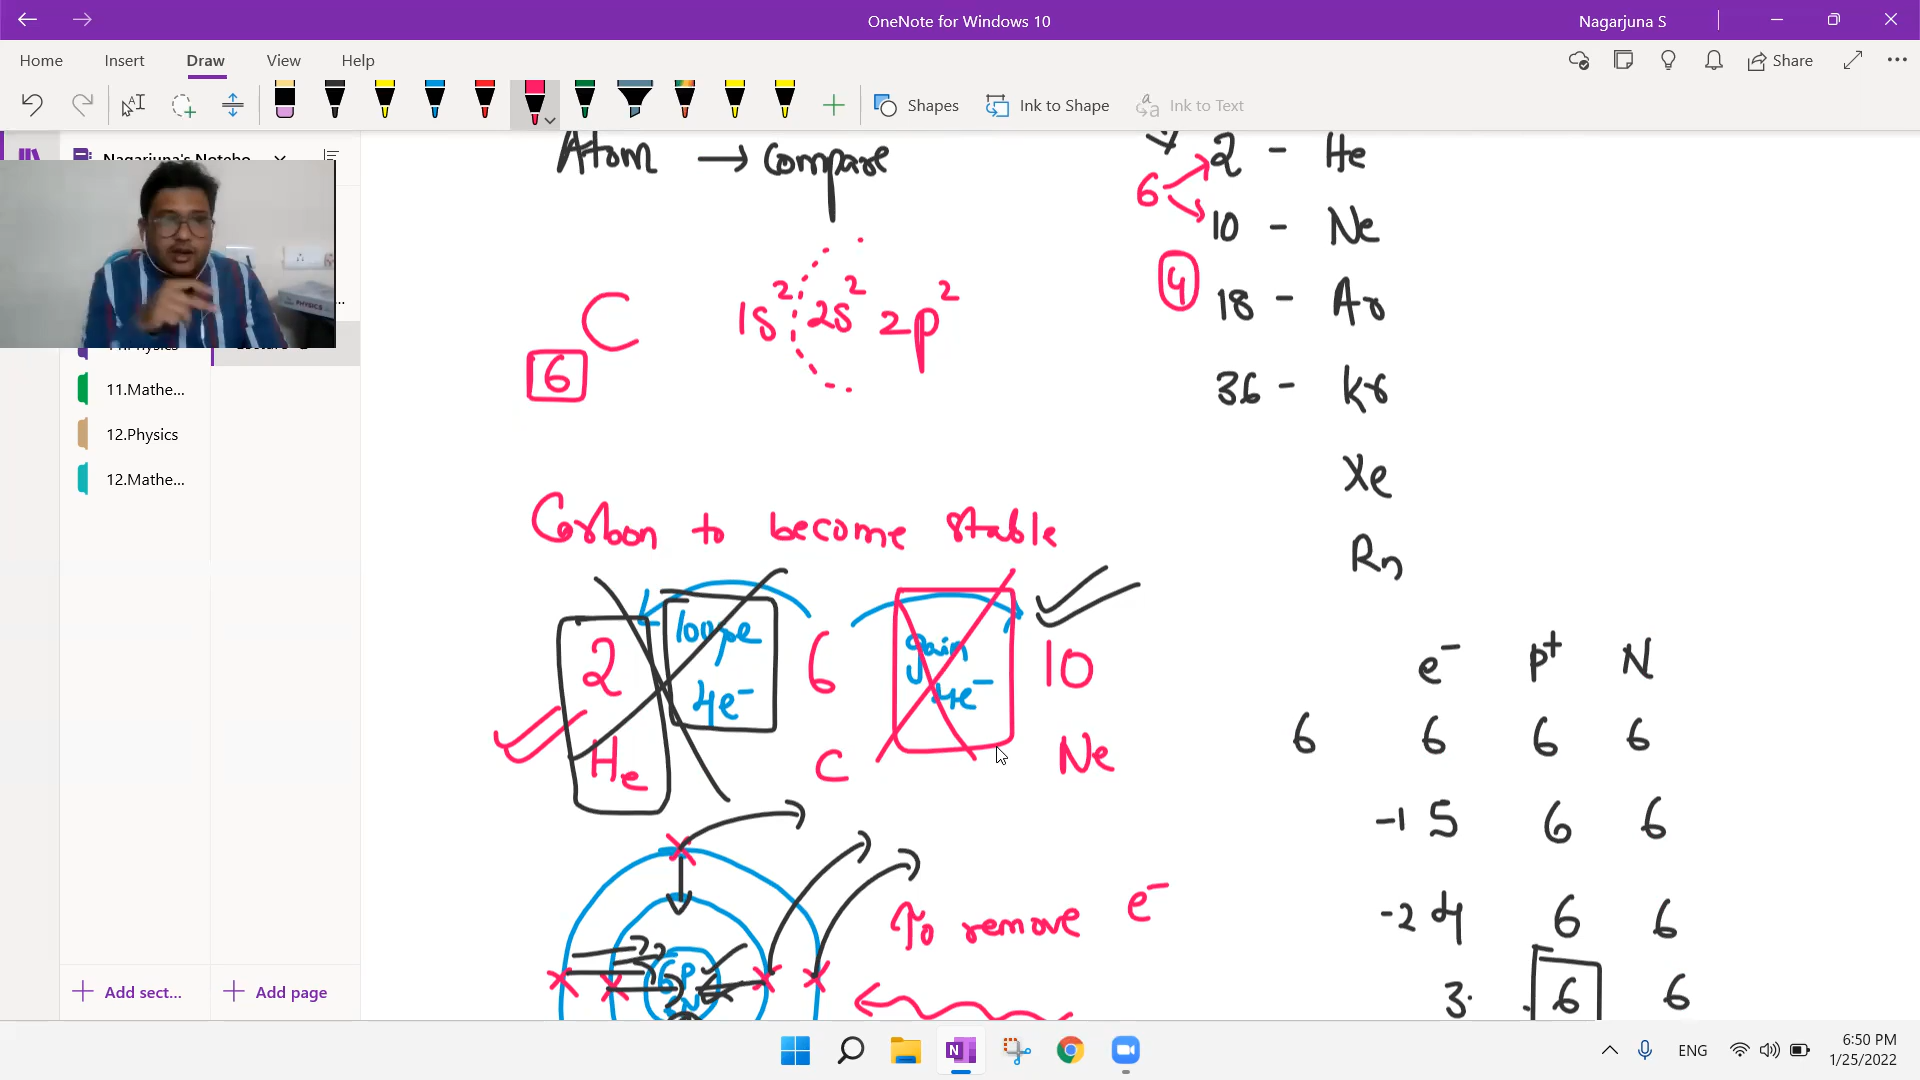 OneNote for Windows 10
Nagarjuna S
Home Insert Draw View Help
Share
Shapes Ink to Shape Ink to Text
Nagarjuna's Notebo
PHYSICS
11.Mathe...
12.Physics
12.Mathe...
Add sect... Add page
Atom → Compare
C
6
1s² 2s² 2p²
6
4
2 - He
10 - Ne
18 - Ar
36 - Kr
Xe
Rn
Carbon to become stable
2 loose 6 gain 10
4e⁻ 4e⁻
He C Ne
6P
N
To remove e⁻
e⁻ p⁺ N
6 6 6 6
-1 5 6 6
-2 4 6 6
3 6 6
ENG
6:50 PM
1/25/2022